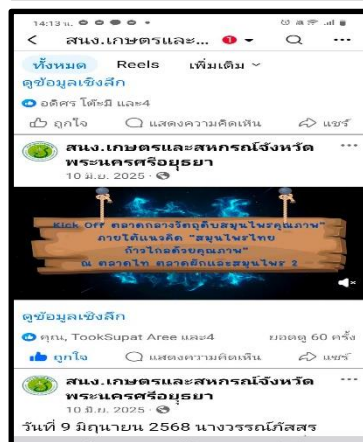 14:13 น.
สนง.เกษตรและ...
ทั้งหมด Reels เพิ่มเติม
ดูข้อมูลเชิงลึก
อดิศร โต๊ะมิ และ4
ถูกใจ แสดงความคิดเห็น แชร์
สนง.เกษตรและสหกรณ์จังหวัด
พระนครศรีอยุธยา
10 มิ.ย. 2025
Kick Off ตลาดกลางวัตถุดิบสมุนไพรคุณภาพ"
ภายใต้แนวคิด "สมุนไพรไทย
ก้าวไกลด้วยคุณภาพ"
ณ ตลาดไท ตลาดผักและสมุนไพร 2
ดูข้อมูลเชิงลึก
คุณ, TookSupat Aree และ4 ยอดดู 60 ครั้ง
ถูกใจ แสดงความคิดเห็น แชร์
สนง.เกษตรและสหกรณ์จังหวัด
พระนครศรีอยุธยา
10 มิ.ย. 2025
วันที่ 9 มิถุนายน 2568 นางวรรณ์ภัสสร